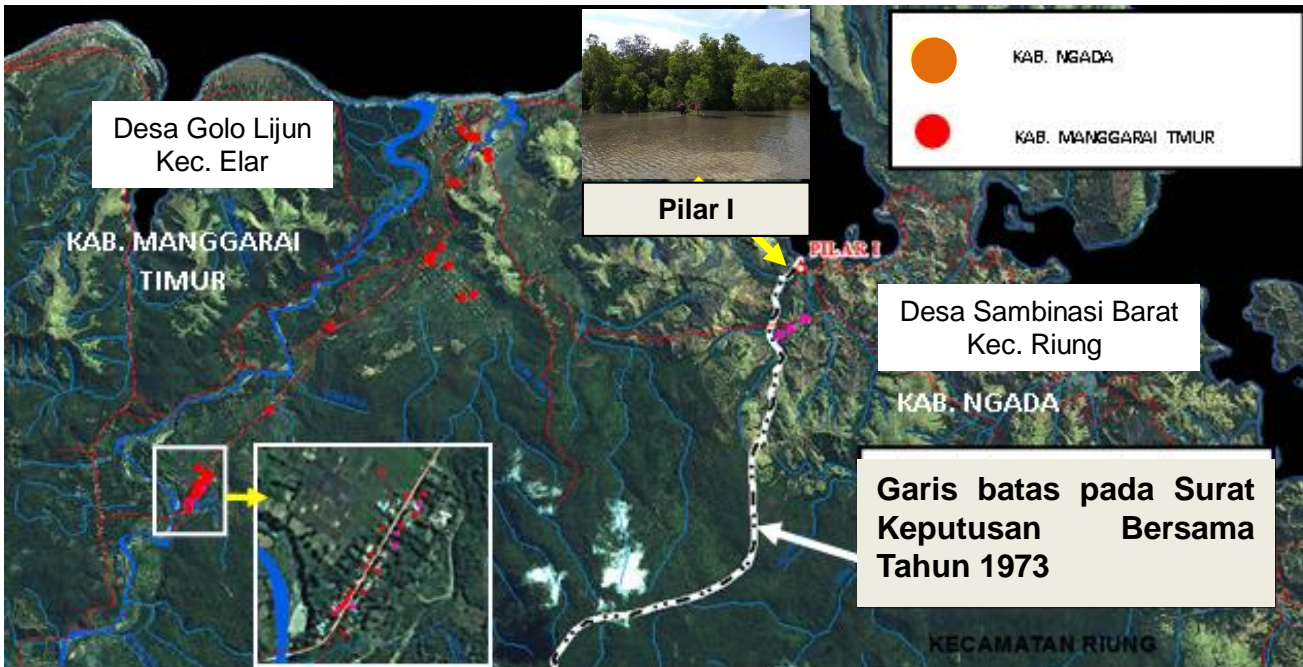 Desa Golo Lijun
Kec. Elar
KAB. MANGGARAI
TIMUR
Pilar I
PILAR I
KAB. NGADA
KAB. MANGGARAI TMUR
Desa Sambinasi Barat
Kec. Riung
KAB. NGADA
Garis batas pada Surat
Keputusan Bersama
Tahun 1973
KECAMATAN RIUNG